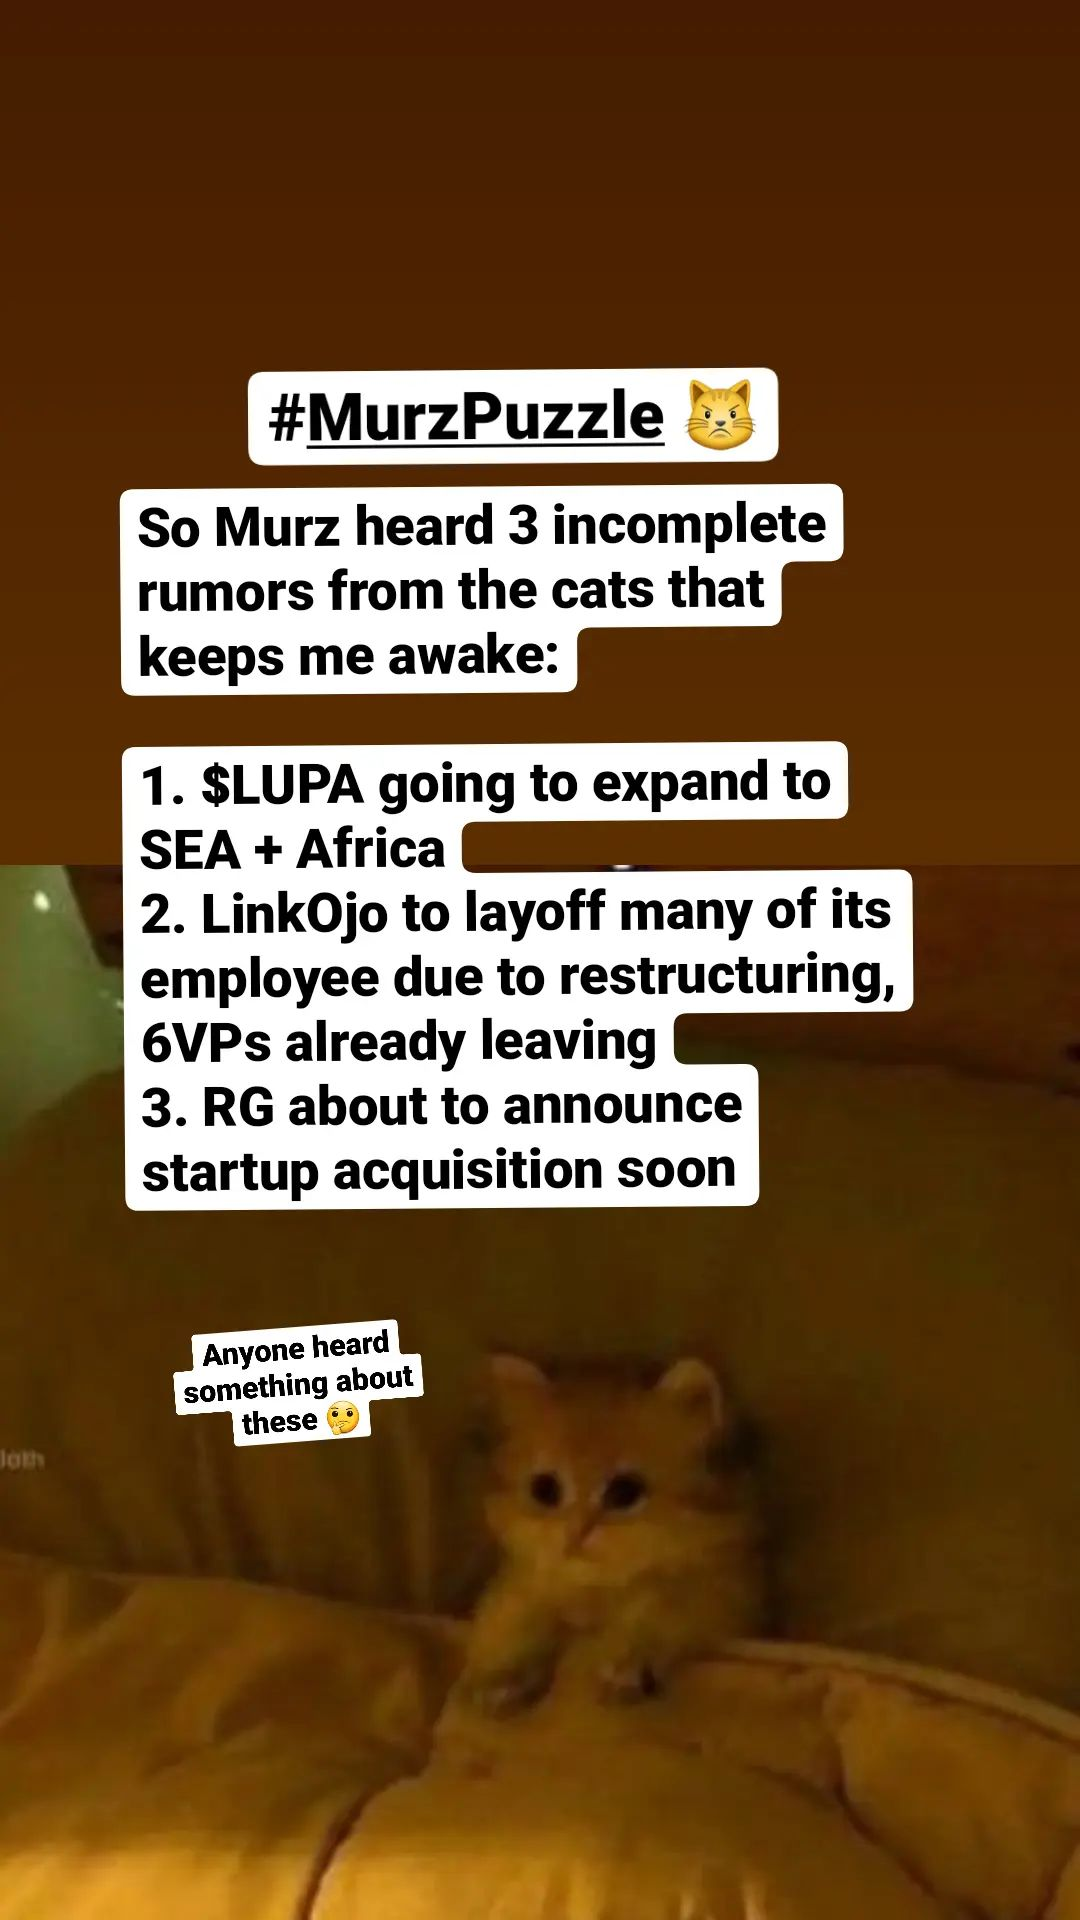 #MurzPuzzle 😾
So Murz heard 3 incomplete
rumors from the cats that
keeps me awake:
1. $LUPA going to expand to
SEA + Africa
2. LinkOjo to layoff many of its
employee due to restructuring,
6VPs already leaving
3. RG about to announce
startup acquisition soon
Anyone heard
something about
these 🤔